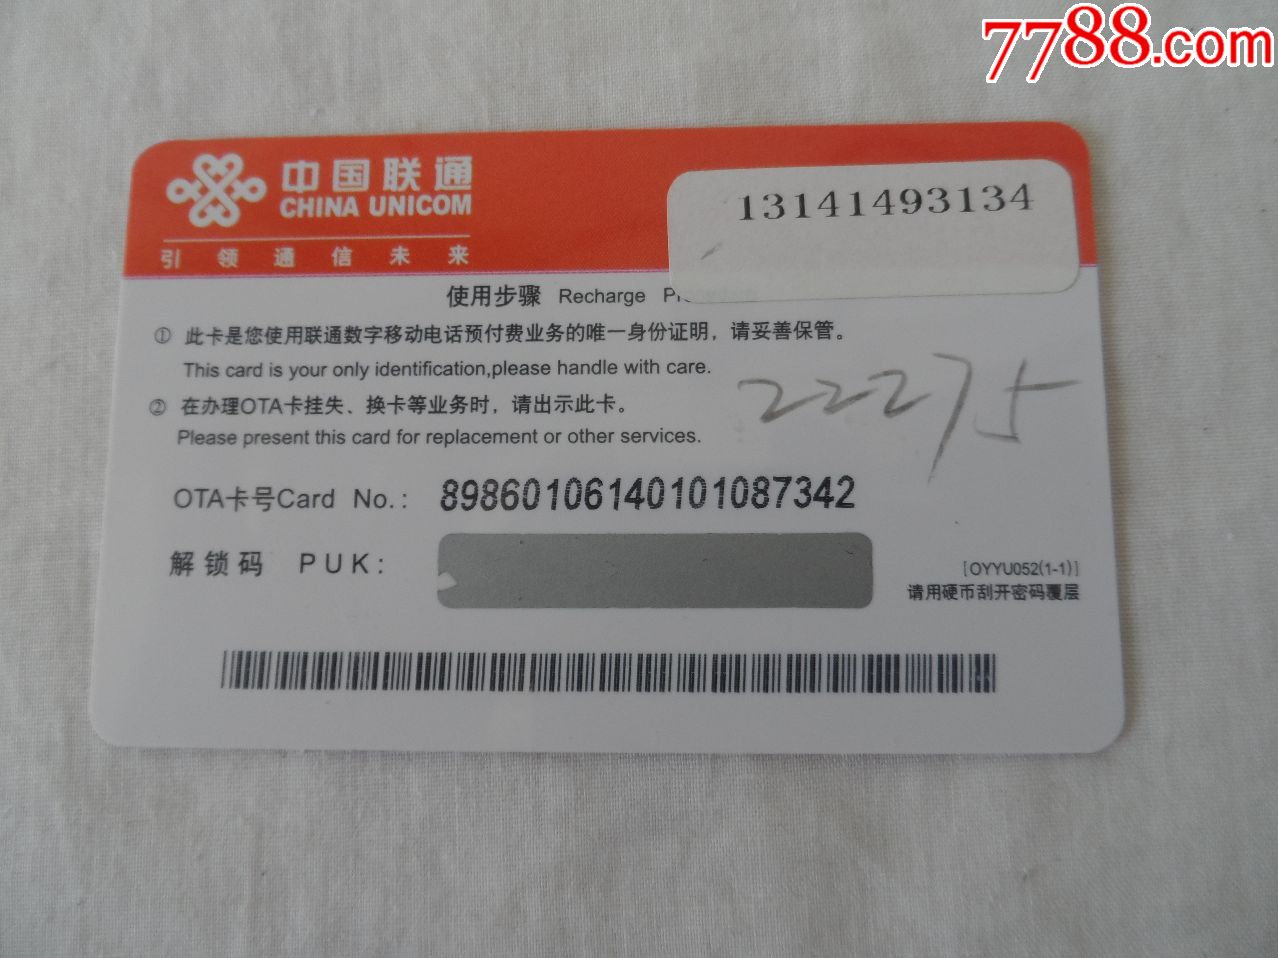 7788.com
中国联通
CHINA UNICOM
引领通信未来
13141493134
使用步骤 Recharge
① 此卡是您使用联通数字移动电话预付费业务的唯一身份证明，请妥善保管。
This card is your only identification,please handle with care.
② 在办理OTA卡挂失、换卡等业务时，请出示此卡。
Please present this card for replacement or other services.
22275
OTA卡号Card No.: 89860106140101087342
解锁码 PUK:
[OYYU052(1-1)]
请用硬币刮开密码覆层